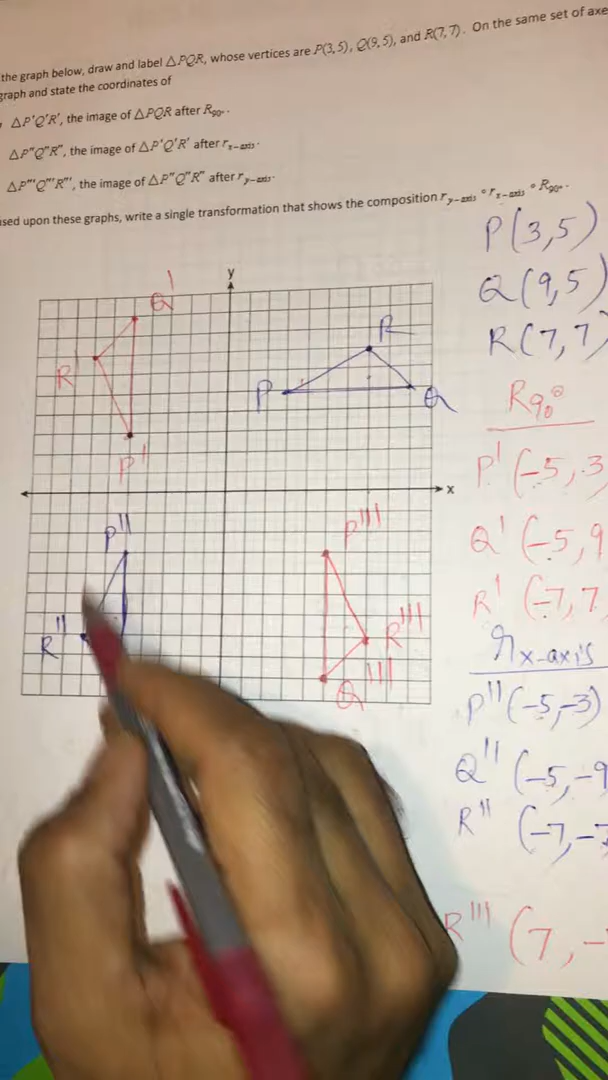 the graph below, draw and label △PQR, whose vertices are P(3,5), Q(9,5), and R(7,7). On the same set of axe
graph and state the coordinates of
△P'Q'R', the image of △PQR after R90°.
△P''Q''R'', the image of △P'Q'R' after rx-axis.
△P'''Q'''R''', the image of △P''Q''R'' after ry-axis.
sed upon these graphs, write a single transformation that shows the composition ry-axis ∘ rx-axis ∘ R90°.
P(3,5)
Q(9,5)
R(7,7)
R90°
P'(-5,3
Q'(-5,9
R'(-7,7
rx-axis
P''(-5,-3)
Q''(-5,-9
R''(-7,-7
R'''(7,-
y
Q'
R'
P'
R
P
Q
x
P''
P'''
R''
R'''
Q'''